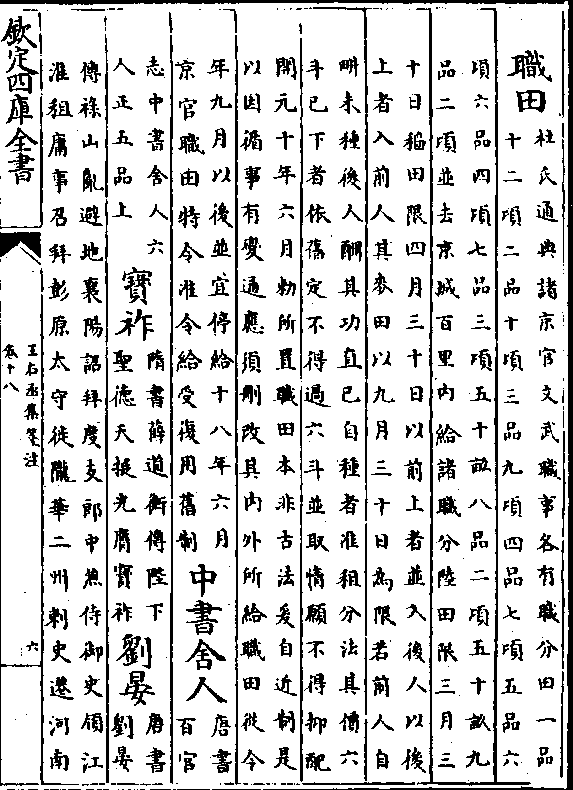 職田
杜氏通典諸京官文武職事各有職分田一品
十二頃二品十頃三品九頃四品七頃五品六
頃六品四頃七品三頃五十畝八品二頃五十畝九
品二頃並去京城百里內給諸職分陸田限三月三
十日稻田限四月三十日以前上者並入後人以後
上者入前人其麥田以九月三十日為限若前人自
畊未種後人酬其功直已自種者准租分法其價六
斗已下者依舊定不得過六斗並取情願不得抑配
開元十年六月勅所置職田本非古法爰自近制是
以因循事有變通應須刪改其內外所給職田從今
年九月以後並宜停給十八年六月
京官職田特令准令給受復用舊制
中書舍人
唐書
百官
志中書舍人六
人正五品上
寶祚
隋書薛道衡傳陛下
聖德天挺光膺寶祚
劉晏
唐書
劉晏
傳祿山亂避地襄陽詔拜度支郎中兼侍御史領江
淮租庸事召拜彭原太守徙隴華二州刺史遷河南
欽定四庫全書
王右丞集箋注
卷十八
六